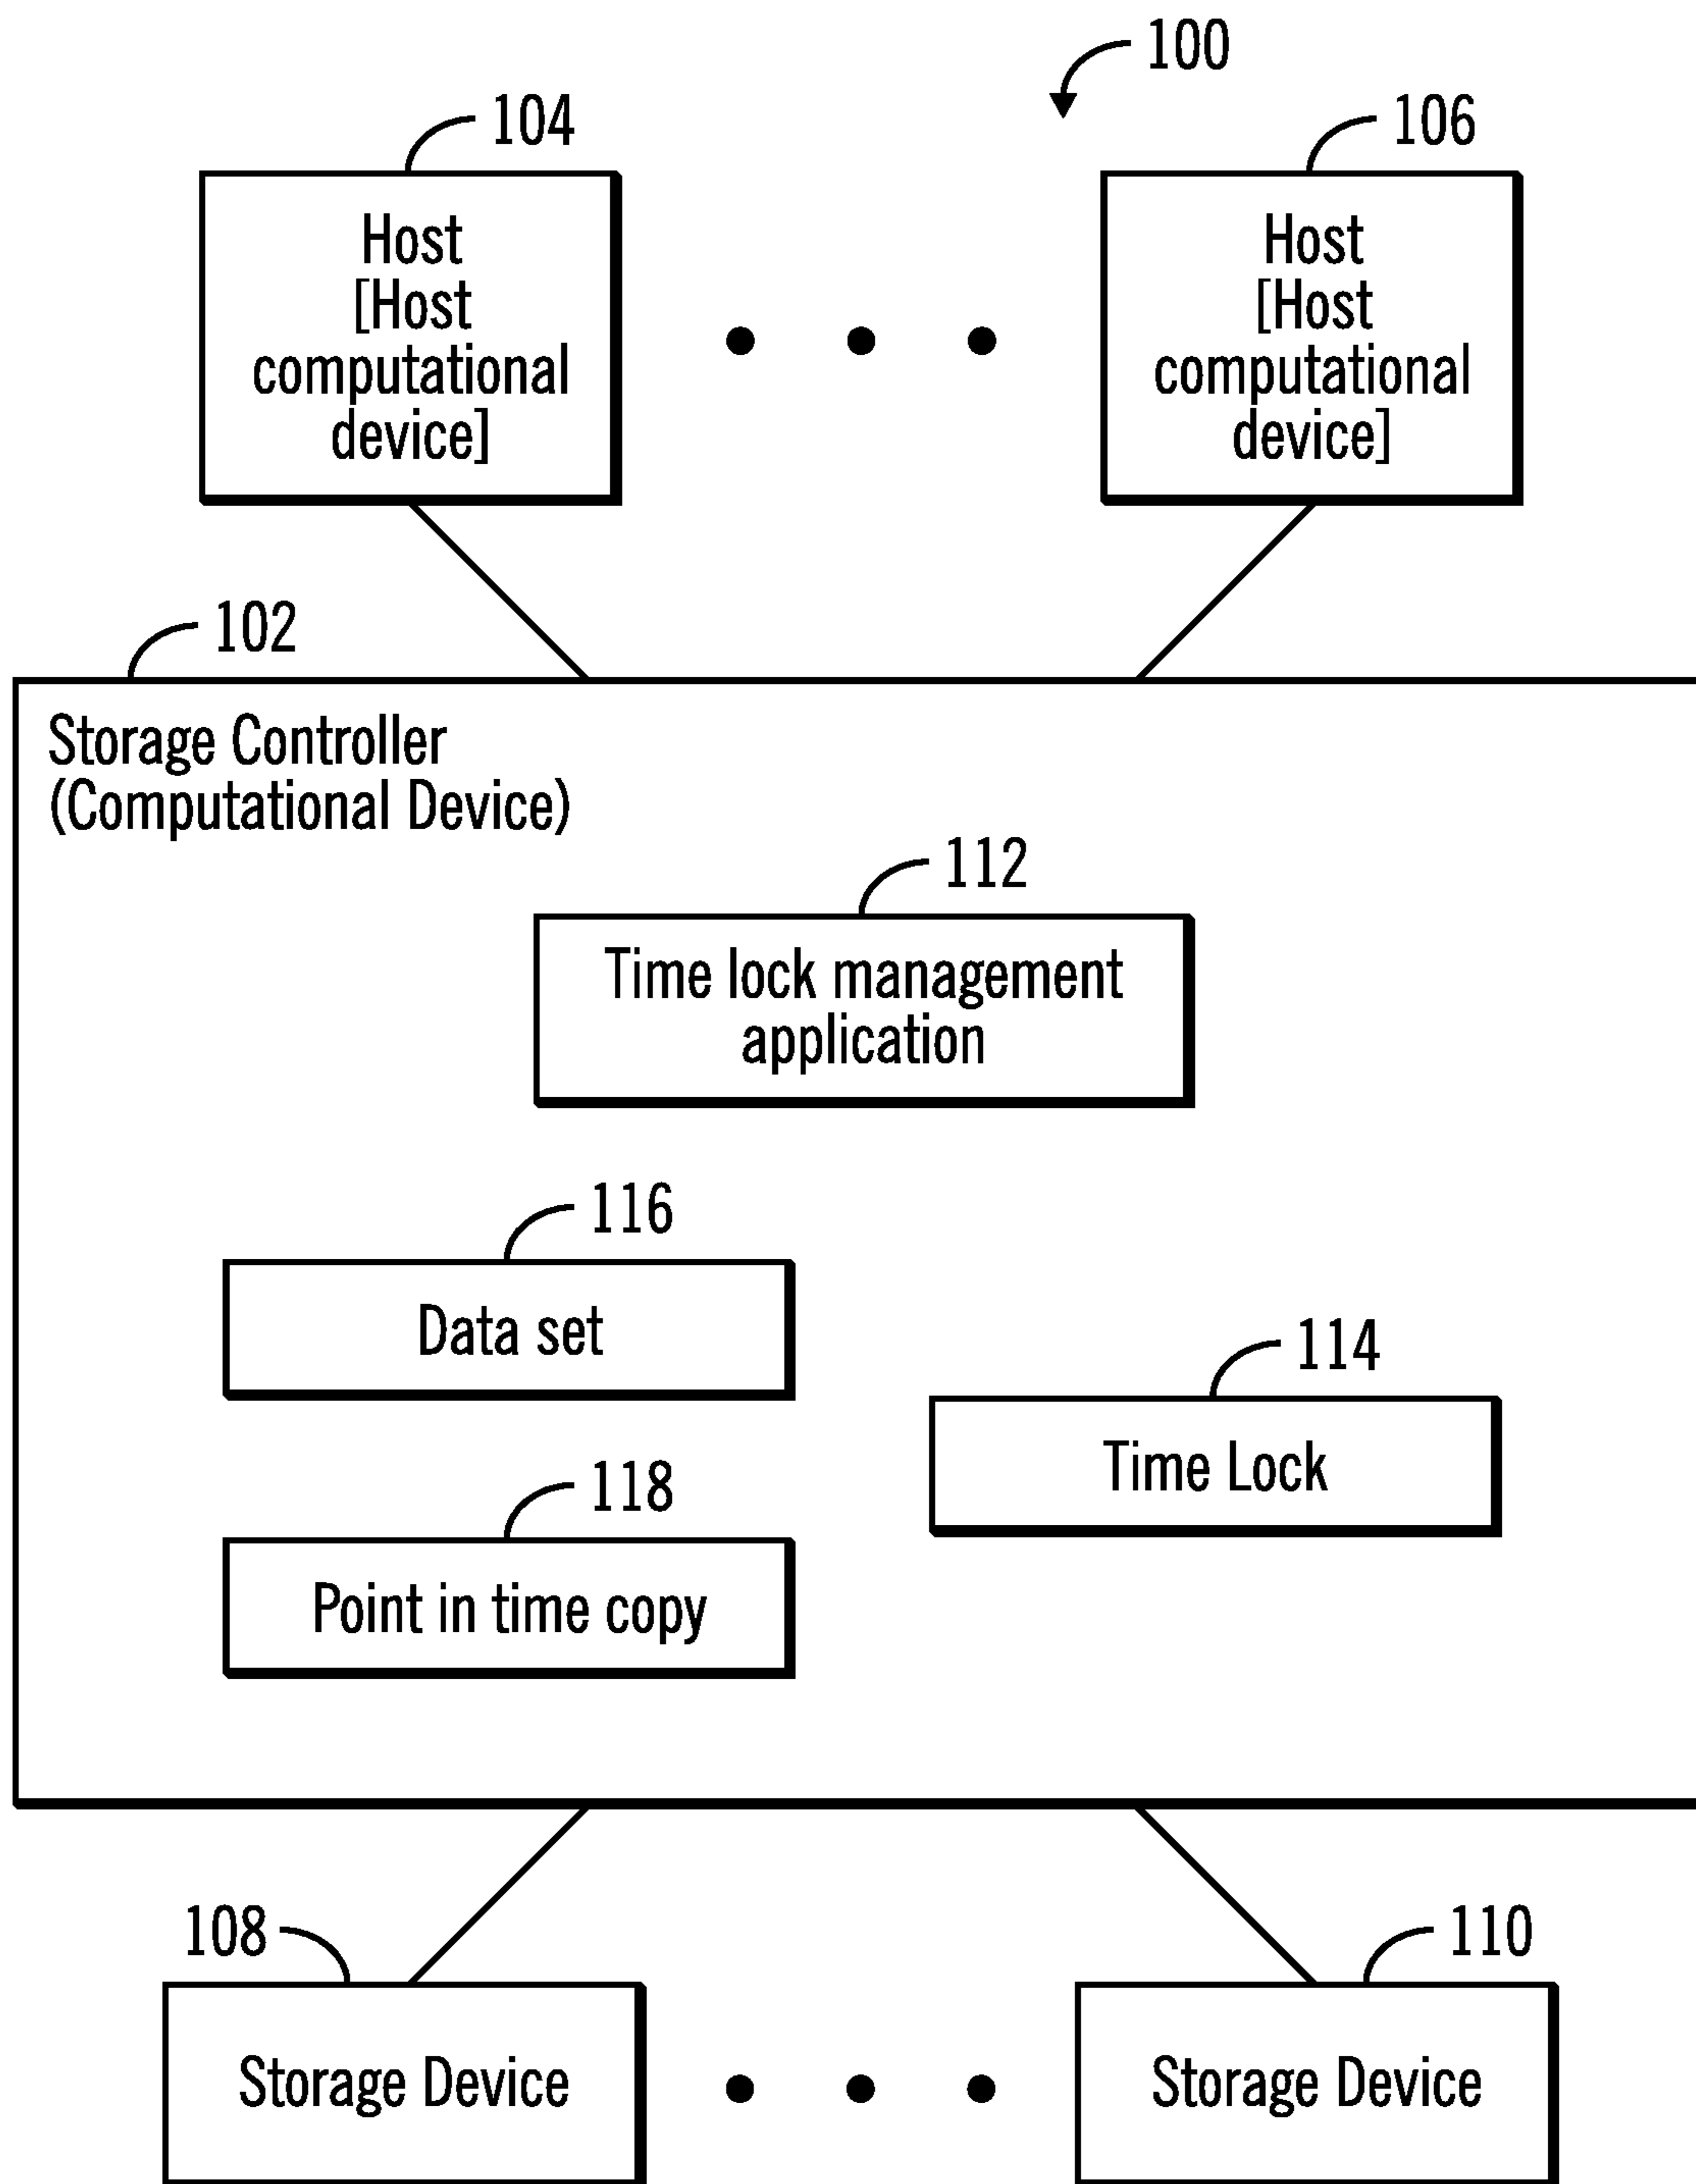 100
104
106
Host
[Host
computational
device]
Host
[Host
computational
device]
102
Storage Controller
(Computational Device)
112
Time lock management
application
116
Data set
114
Time Lock
118
Point in time copy
108
110
Storage Device
Storage Device